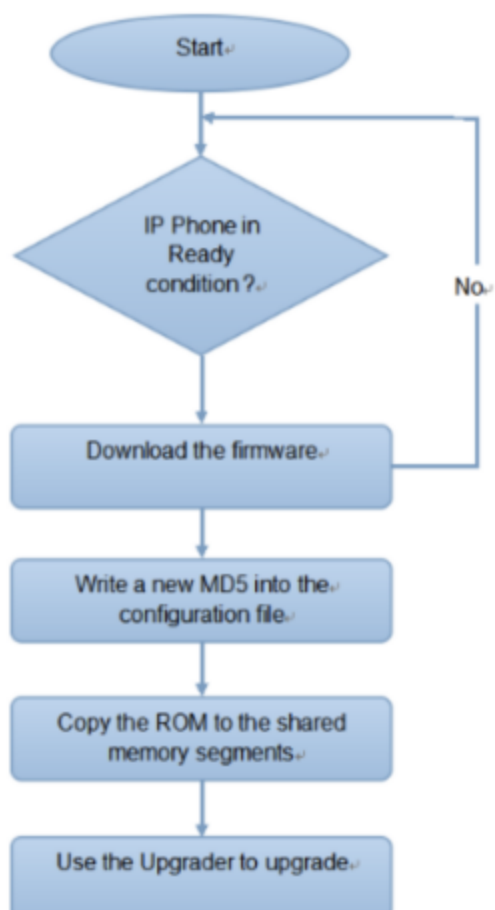 Start
IP Phone in
Ready
condition ?
No
Download the firmware
Write a new MD5 into the
configuration file
Copy the ROM to the shared
memory segments
Use the Upgrader to upgrade